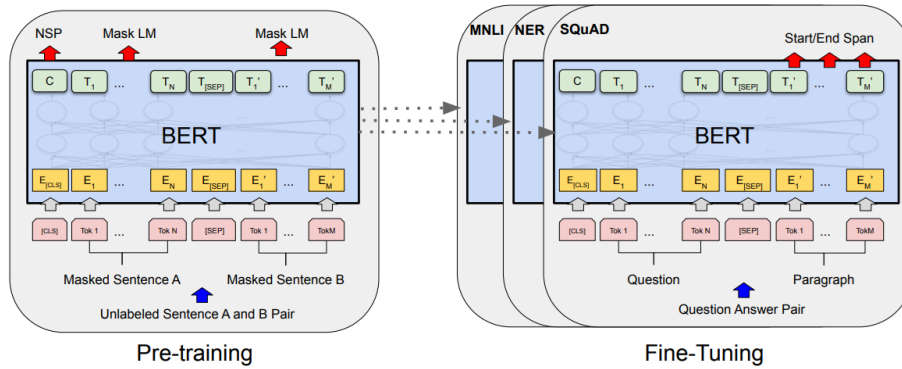 NSP Mask LM Mask LM
C T1 ... TN T[SEP] T1' ... TM'
BERT
E[CLS] E1 ... EN E[SEP] E1' ... EM'
[CLS] Tok 1 ... Tok N [SEP] Tok 1 ... TokM
Masked Sentence A Masked Sentence B
Unlabeled Sentence A and B Pair
Pre-training
MNLI NER SQuAD
Start/End Span
C T1 ... TN T[SEP] T1' ... TM'
BERT
E[CLS] E1 ... EN E[SEP] E1' ... EM'
[CLS] Tok 1 ... Tok N [SEP] Tok 1 ... TokM
Question Paragraph
Question Answer Pair
Fine-Tuning